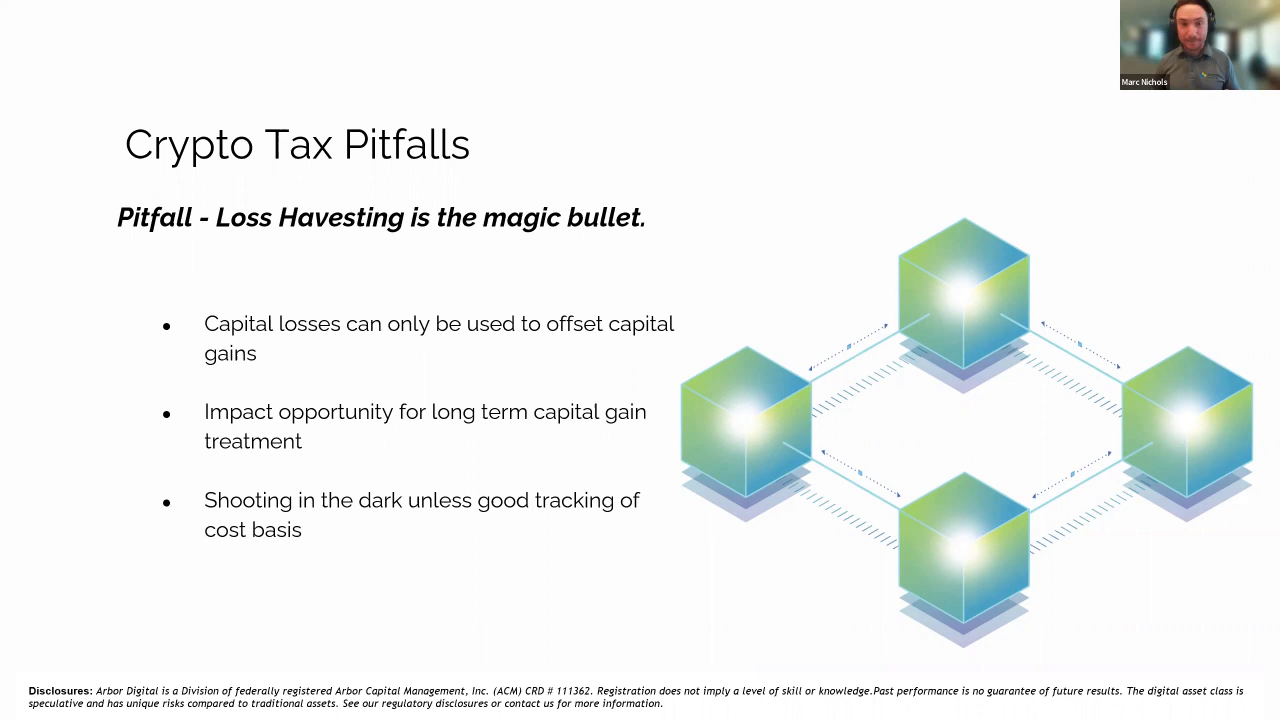 Marc Nichols
Crypto Tax Pitfalls
Pitfall - Loss Havesting is the magic bullet.
● Capital losses can only be used to offset capital
gains
● Impact opportunity for long term capital gain
treatment
● Shooting in the dark unless good tracking of
cost basis
Disclosures: Arbor Digital is a Division of federally registered Arbor Capital Management, Inc. (ACM) CRD # 111362. Registration does not imply a level of skill or knowledge.Past performance is no guarantee of future results. The digital asset class is
speculative and has unique risks compared to traditional assets. See our regulatory disclosures or contact us for more information.